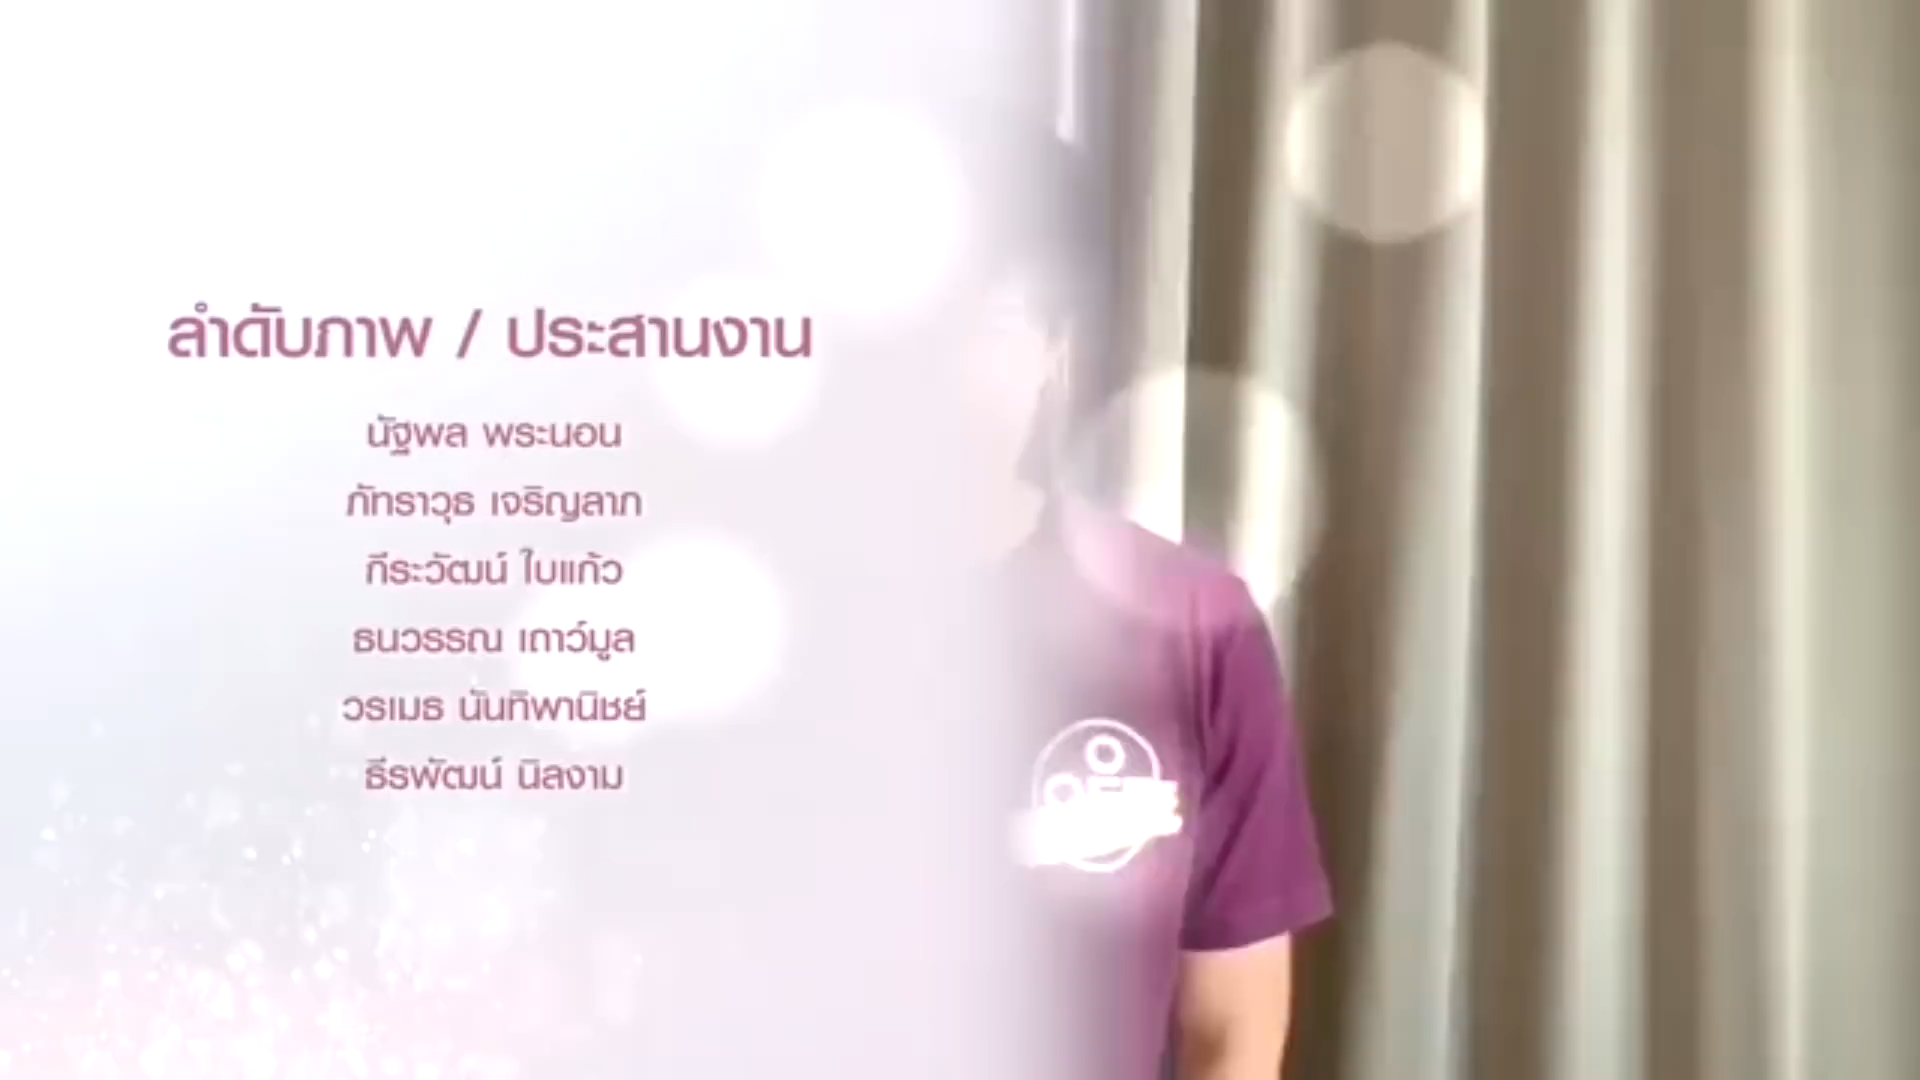 ลำดับภาพ / ประสานงาน
นัฐพล พระนอน
ภัทราวุธ เจริญลาภ
กีระวัฒน์ ใบแก้ว
ธนวรรณ เถาว์มูล
วรเมธ นันทิพานิชย์
ธีรพัฒน์ นิลงาม